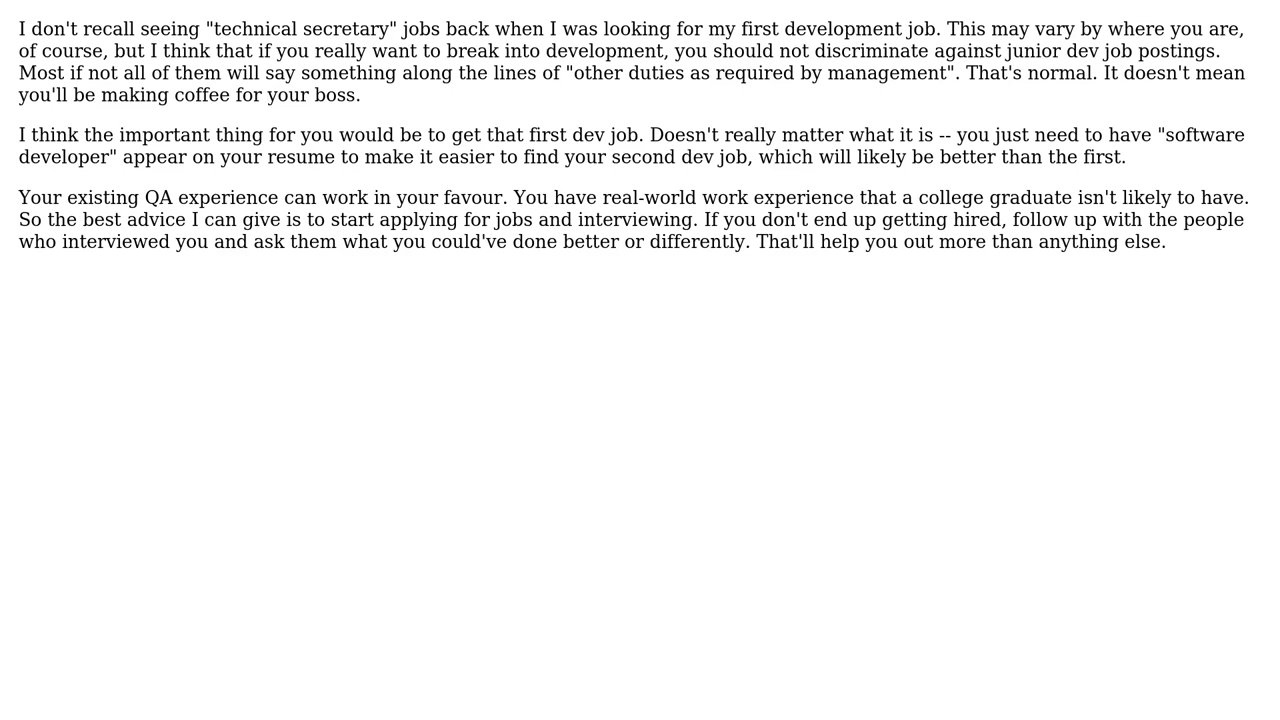 I don't recall seeing "technical secretary" jobs back when I was looking for my first development job. This may vary by where you are,
of course, but I think that if you really want to break into development, you should not discriminate against junior dev job postings.
Most if not all of them will say something along the lines of "other duties as required by management". That's normal. It doesn't mean
you'll be making coffee for your boss.
I think the important thing for you would be to get that first dev job. Doesn't really matter what it is -- you just need to have "software
developer" appear on your resume to make it easier to find your second dev job, which will likely be better than the first.
Your existing QA experience can work in your favour. You have real-world work experience that a college graduate isn't likely to have.
So the best advice I can give is to start applying for jobs and interviewing. If you don't end up getting hired, follow up with the people
who interviewed you and ask them what you could've done better or differently. That'll help you out more than anything else.